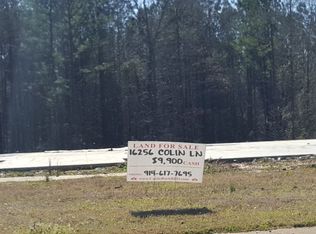 LAND FOR SALE
16256 COLIN LN
$9,900 CASH
914-617-7695